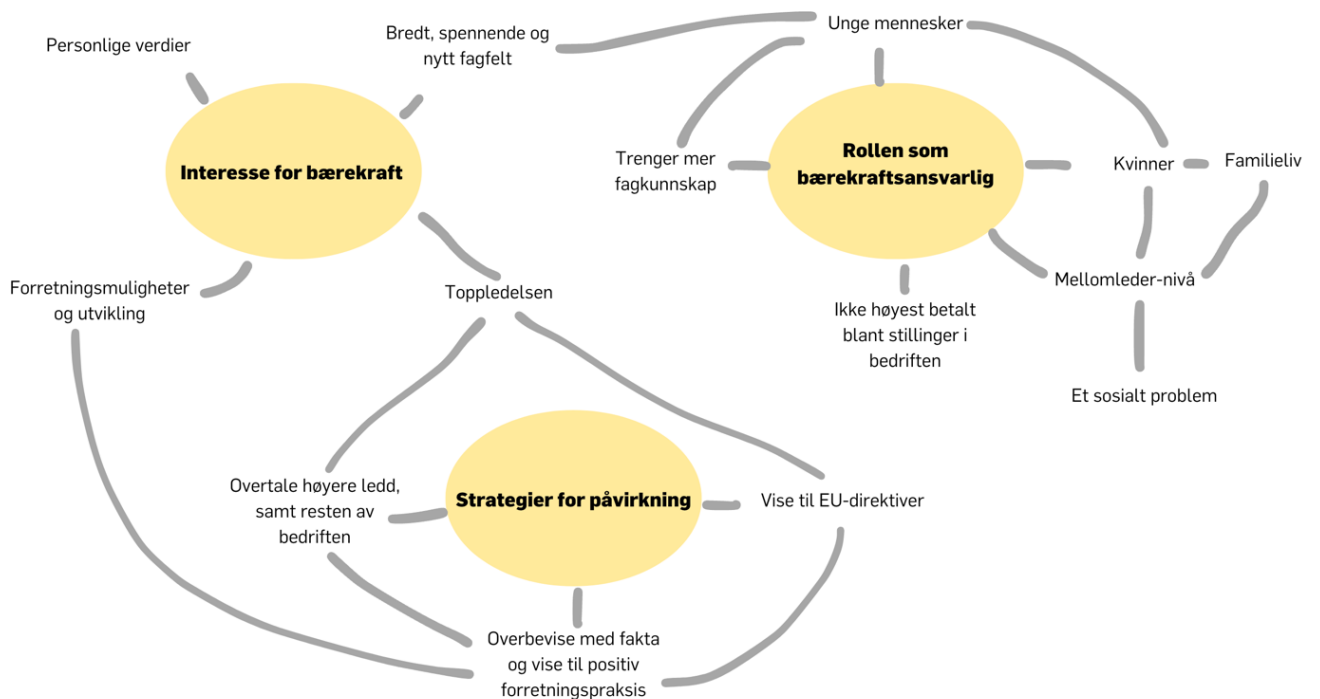 Personlige verdier
Bredt, spennende og
nytt fagfelt
Interesse for bærekraft
Forretningsmuligheter
og utvikling
Toppledelsen
Unge mennesker
Trenger mer
fagkunnskap
Rollen som
bærekraftsansvarlig
Kvinner
Familieliv
Mellomleder-nivå
Ikke høyest betalt
blant stillinger i
bedriften
Et sosialt problem
Overtale høyere ledd,
samt resten av
bedriften
Strategier for påvirkning
Vise til EU-direktiver
Overbevise med fakta
og vise til positiv
forretningspraksis